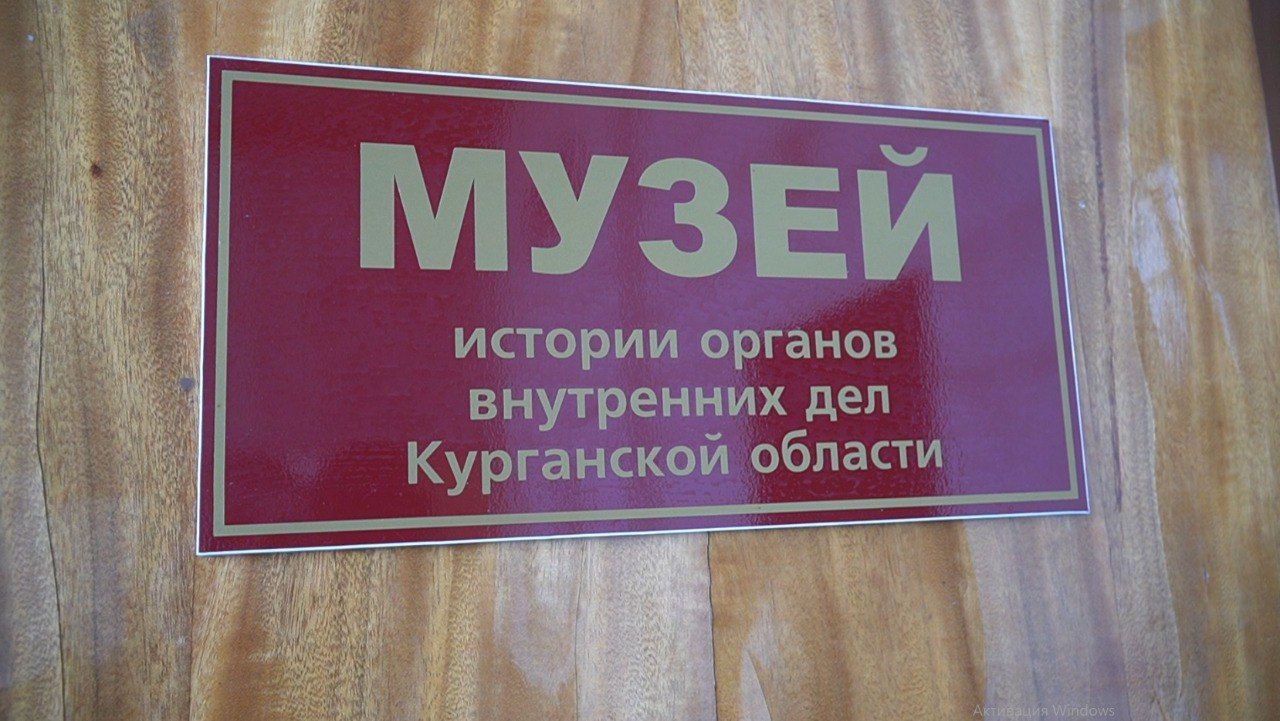 МУЗЕЙ
истории органов
внутренних дел
Курганской области
Активация Windows